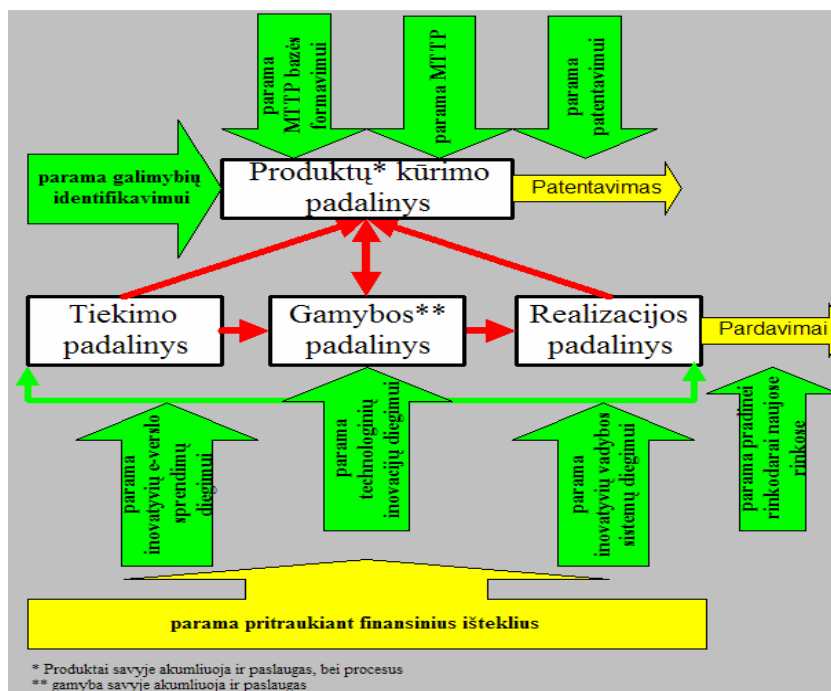 parama
MTTP bazės
formavimui
parama MTTP
parama
patentavimui
parama galimybių
identifikavimui
Produktų* kūrimo
padalinys
Patentavimas
Tiekimo
padalinys
Gamybos**
padalinys
Realizacijos
padalinys
Pardavimai
parama
inovatyvių e-verslo
sprendimų
diegimui
parama
technologinių
inovacijų diegimui
parama
inovatyvių vadybos
sistemų diegimui
parama pradinei
rinkodarai naujose
rinkose
parama pritraukiant finansinius išteklius
* Produktai savyje akumliuoja ir paslaugas, bei procesus
** gamyba savyje akumliuoja ir paslaugas